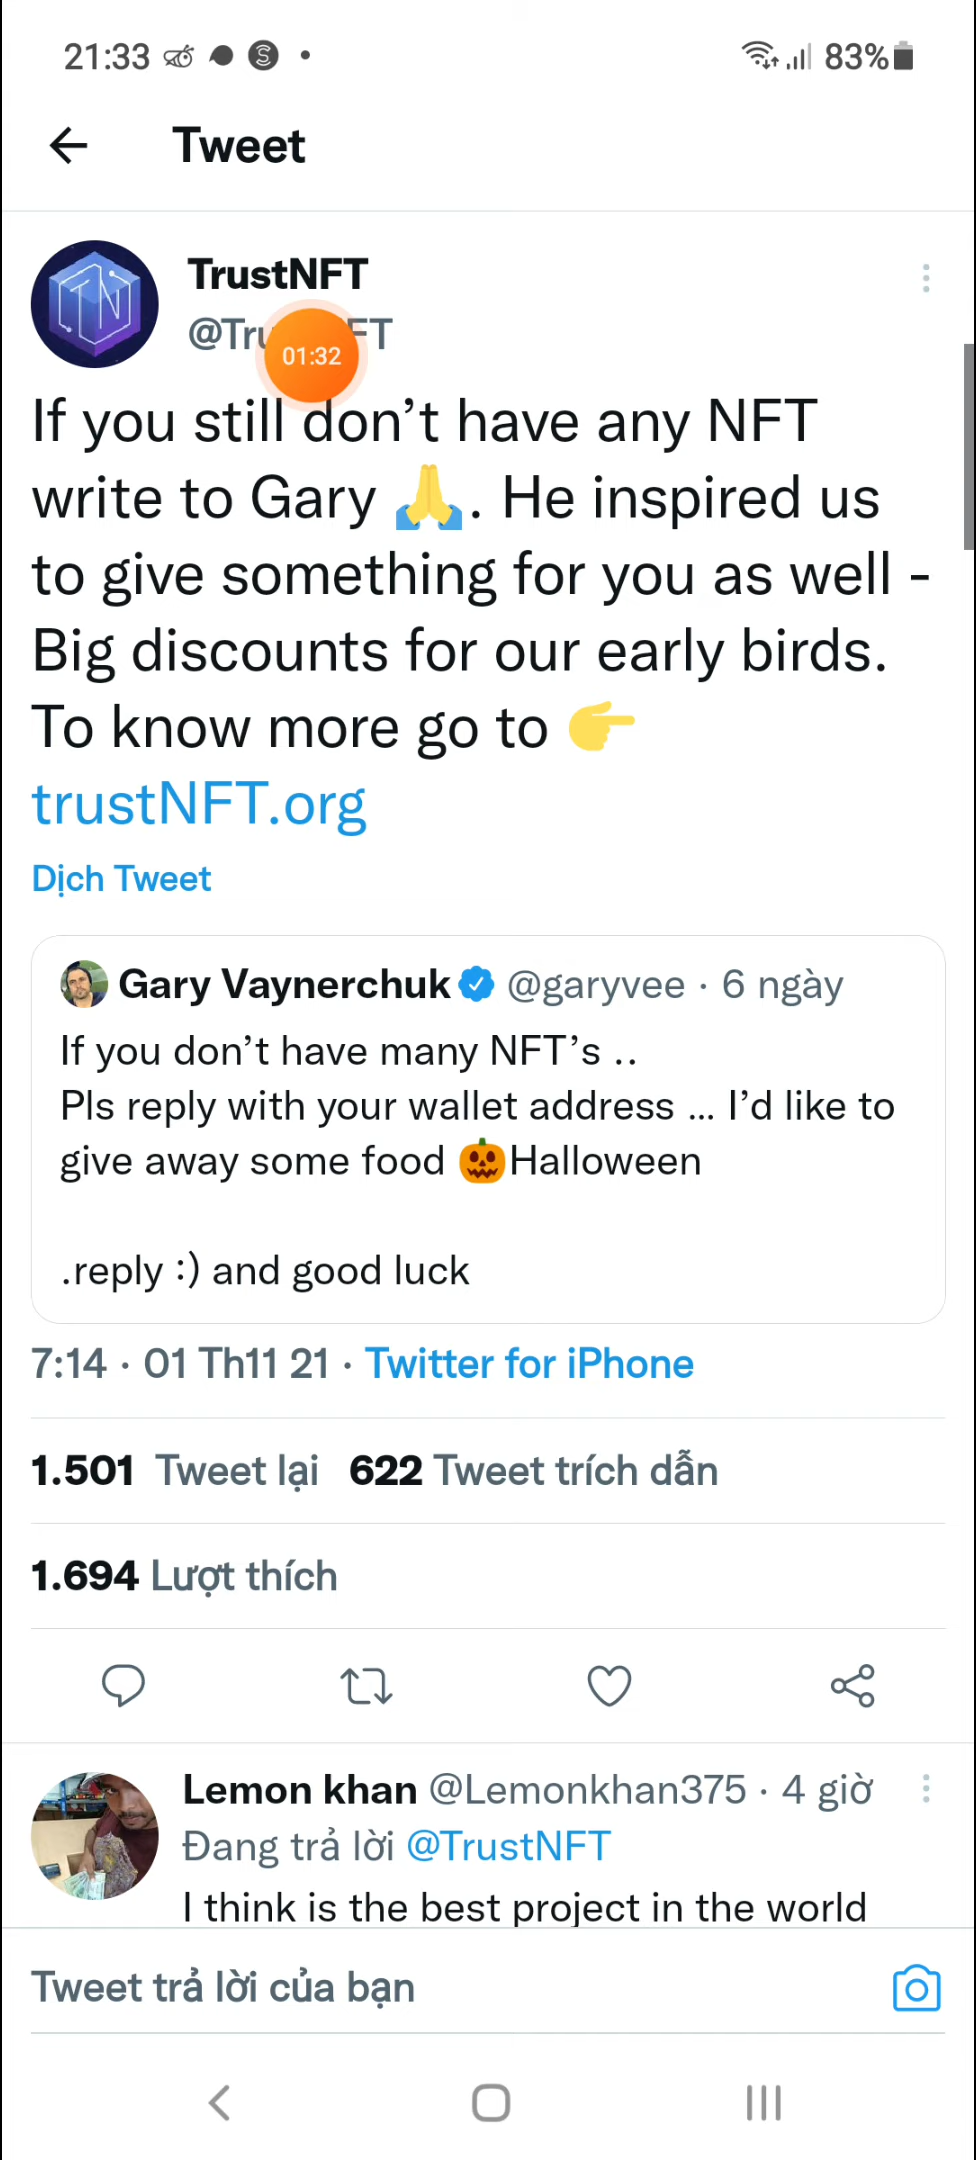 21:33
83%
Tweet
TrustNFT
01:32
If you still don’t have any NFT
write to Gary 🙏. He inspired us
to give something for you as well -
Big discounts for our early birds.
To know more go to 👉
trustNFT.org
Dịch Tweet
Gary Vaynerchuk @garyvee · 6 ngày
If you don’t have many NFT’s ..
Pls reply with your wallet address ... I’d like to
give away some food 🎃Halloween
.reply :) and good luck
7:14 · 01 Th11 21 · Twitter for iPhone
1.501 Tweet lại 622 Tweet trích dẫn
1.694 Lượt thích
Lemon khan @Lemonkhan375 · 4 giờ
Đang trả lời @TrustNFT
I think is the best project in the world
Tweet trả lời của bạn